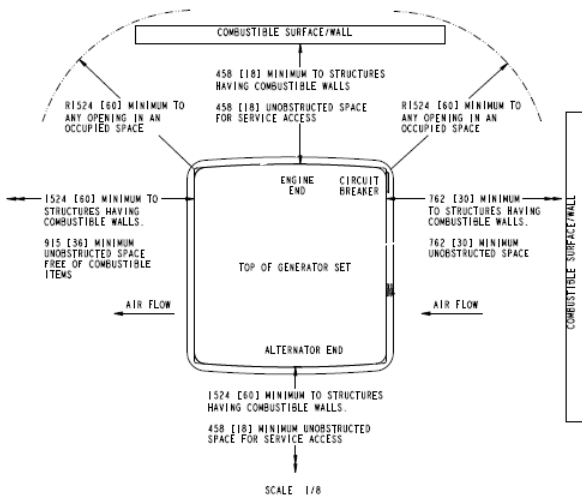 COMBUSTIBLE SURFACE/WALL
458 [18] MINIMUM TO STRUCTURES
HAVING COMBUSTIBLE WALLS
458 [18] UNOBSTRUCTED SPACE
FOR SERVICE ACCESS
R1524 [60] MINIMUM TO
ANY OPENING IN AN
OCCUPIED SPACE
R1524 [60] MINIMUM TO
ANY OPENING IN AN
OCCUPIED SPACE
ENGINE
END
CIRCUIT
BREAKER
1524 [60] MINIMUM TO
STRUCTURES HAVING
COMBUSTIBLE WALLS.
915 [36] MINIMUM
UNOBSTRUCTED SPACE
FREE OF COMBUSTIBLE
ITEMS
762 [30] MINIMUM
TO STRUCTURES HAVING
COMBUSTIBLE WALLS.
762 [30] MINIMUM
UNOBSTRUCTED SPACE
COMBUSTIBLE SURFACE/WALL
TOP OF GENERATOR SET
AIR FLOW
AIR FLOW
ALTERNATOR END
1524 [60] MINIMUM TO STRUCTURES
HAVING COMBUSTIBLE WALLS.
458 [18] MINIMUM UNOBSTRUCTED
SPACE FOR SERVICE ACCESS
SCALE 1/8